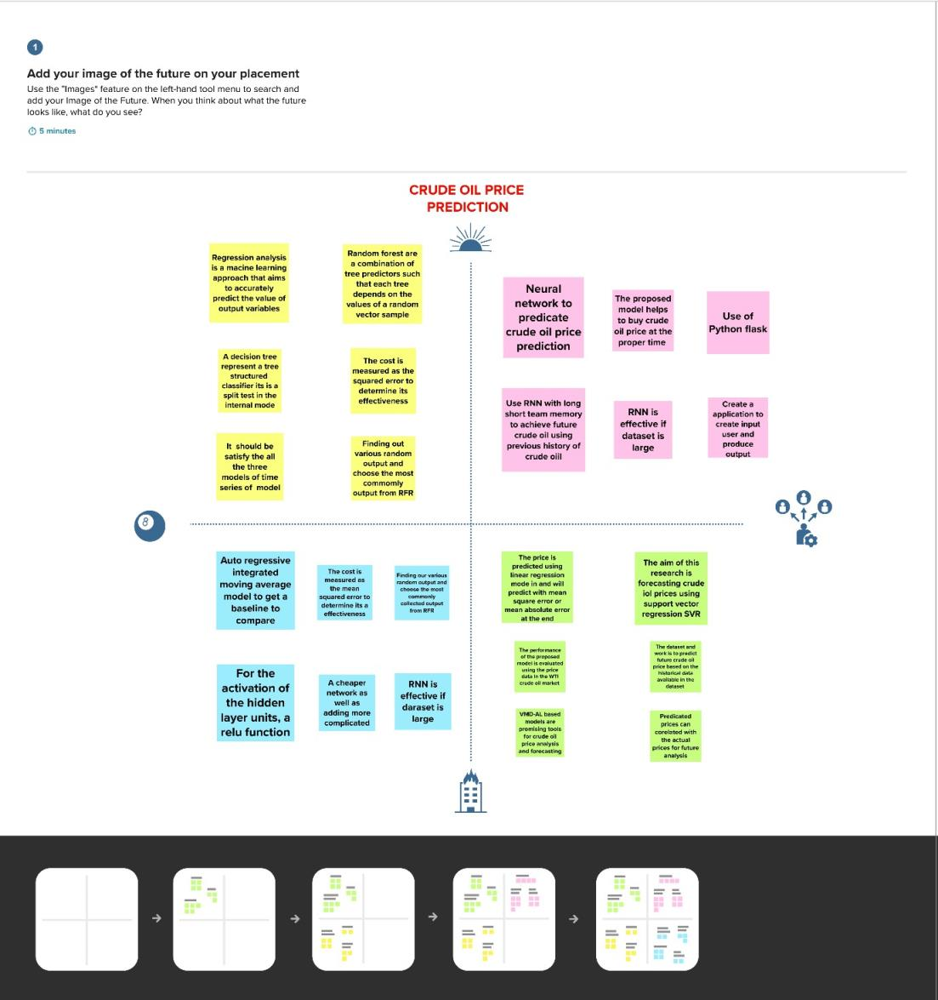 1
Add your image of the future on your placement
Use the "Images" feature on the left-hand tool menu to search and
add your Image of the Future. When you think about what the future
looks like, what do you see?
5 minutes
CRUDE OIL PRICE
PREDICTION
Regression analysis
is a macine learning
approach that aims
to accurately
predict the value of
output variables
Random forest are
a combination of
tree predictors such
that each tree
depends on the
values of a random
vector sample
A decision tree
represent a tree
structured
classifier its is a
split test in the
internal mode
The cost is
measured as the
squared error to
determine its
effectiveness
It should be
satisfy the all
the three
models of time
series of model
Finding out
various random
output and
choose the most
commomly
output from RFR
Neural
network to
predicate
crude oil price
prediction
The proposed
model helps
to buy crude
oil price at the
proper time
Use of
Python flask
Use RNN with long
short team memory
to achieve future
crude oil using
previous history of
crude oiil
RNN is
effective if
dataset is
large
Create a
application to
create input
user and
produce
output
8
Auto regressive
integrated
moving average
model to get a
baseline to
compare
The cost is
measured as
the mean
squared error to
determine its a
effectiveness
Finding our various
random output and
choose the most
commonly
collected output
from RFR
For the
activation of
the hidden
layer units, a
relu function
A cheaper
network as
well as
adding more
complicated
RNN is
effective if
daraset is
large
The price is
predicted using
linear regression
mode in and will
predict with mean
square error or
mean absolute error
at the end
The aim of this
research is
forecasting crude
iol prices using
support vector
regression SVR
The performance
of the proposed
model is evaluated
using the price
data in the WTI
crude oil market
The dataset and
work is to predict
future crude oil
price based on the
historical data
available in the
dataset
VMD-AL based
models are
promising tools
for crude oil
price analysis
and forecasting
Predicated
prices can
corelated with
the actual
prices for future
analysis